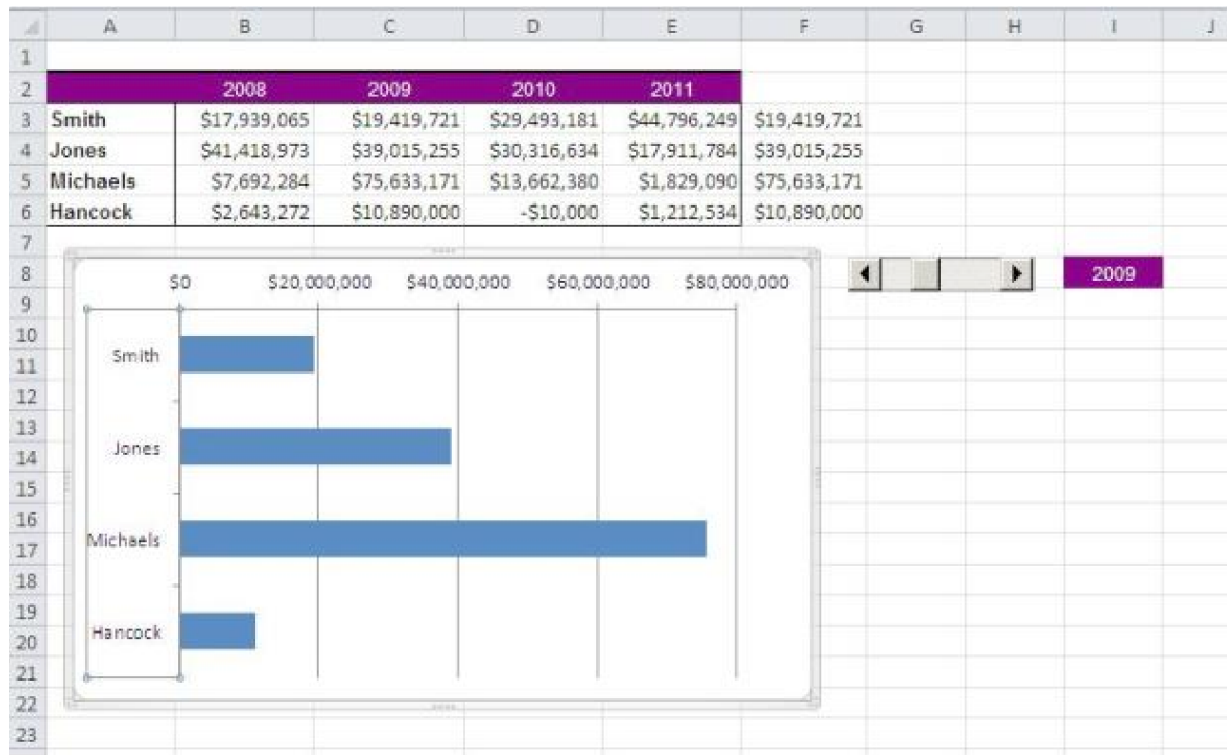 A B C D E F G H I J
1
2 2008 2009 2010 2011
3 Smith $17,939,065 $19,419,721 $29,493,181 $44,796,249 $19,419,721
4 Jones $41,418,973 $39,015,255 $30,316,634 $17,911,784 $39,015,255
5 Michaels $7,692,284 $75,633,171 $13,662,380 $1,829,090 $75,633,171
6 Hancock $2,643,272 $10,890,000 -$10,000 $1,212,534 $10,890,000
7
8 $0 $20,000,000 $40,000,000 $60,000,000 $80,000,000 2009
9
10
Smith
11
12
13
Jones
14
15
16
Michaels
17
18
19
Hancock
20
21
22
23